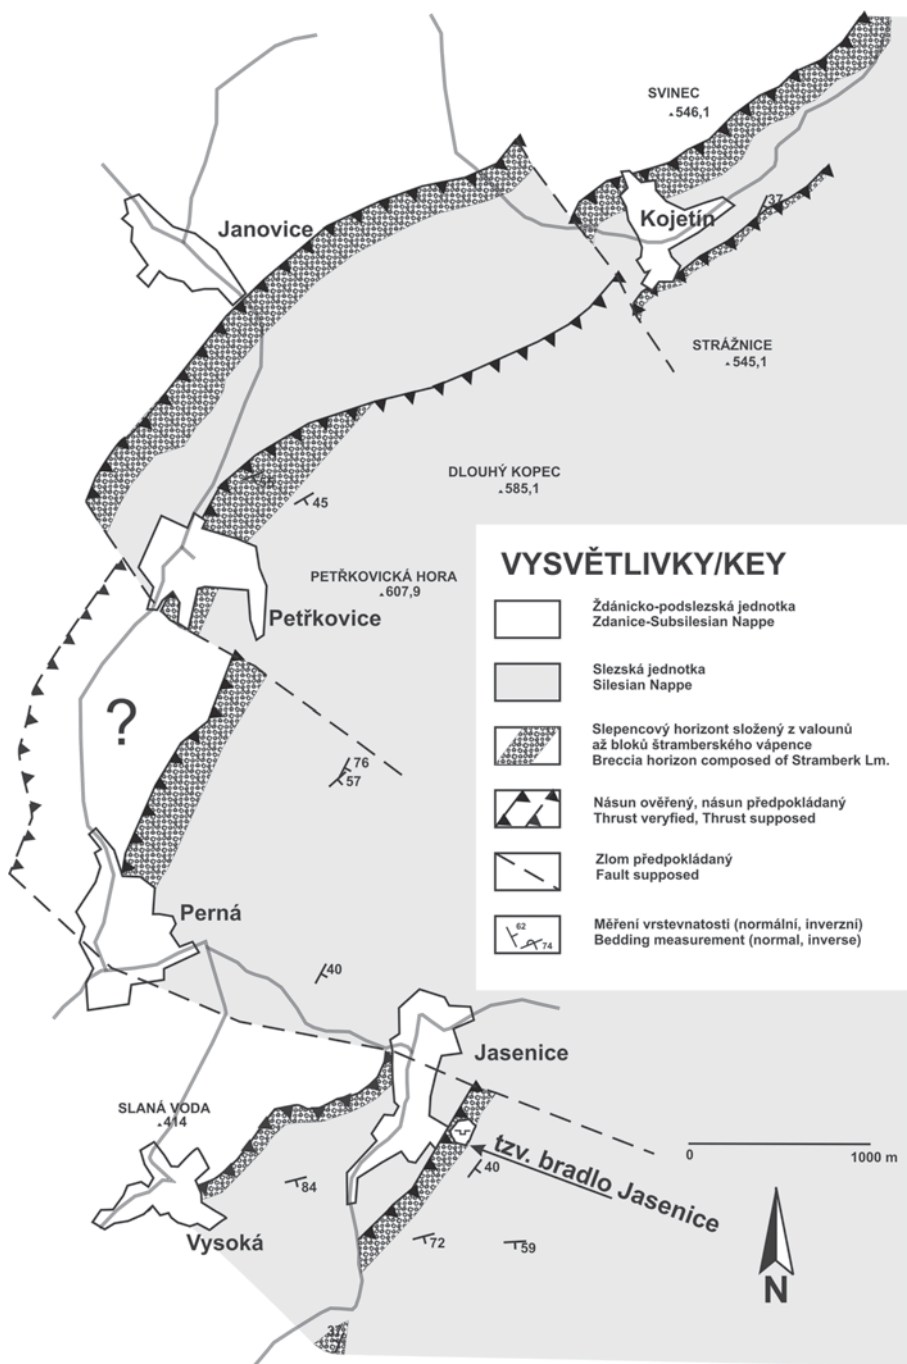 SVINEC
546,1
37
Janovice
Kojetín
STRÁŽNICE
545,1
DLOUHÝ KOPEC
585,1
55
45
PETŘKOVICKÁ HORA
607,9
Petřkovice
?
76
57
VYSVĚTLIVKY/KEY
Ždánicko-podslezská jednotka
Zdanice-Subsilesian Nappe
Slezská jednotka
Silesian Nappe
Slepencový horizont složený z valounů
až bloků štramberského vápence
Breccia horizon composed of Stramberk Lm.
Násun ověřený, násun předpokládaný
Thrust veryfied, Thrust supposed
Zlom předpokládaný
Fault supposed
62
74
Měření vrstevnatosti (normální, inverzní)
Bedding measurement (normal, inverse)
Perná
40
Jasenice
SLANÁ VODA
414
tzv. bradlo Jasenice
0
1000 m
84
40
Vysoká
72
59
N
37